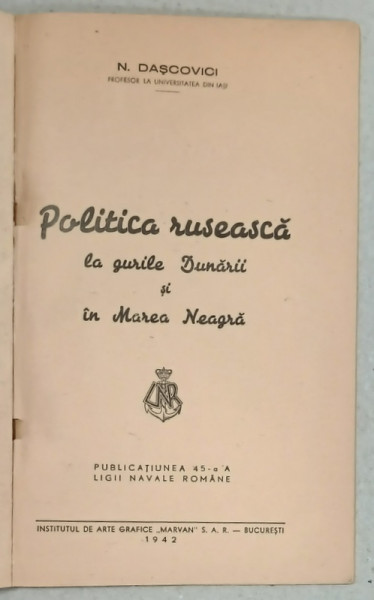 N. DAȘCOVICI
PROFESOR LA UNIVERSITATEA DIN IAȘI
Politica rusească
la gurile Dunării
și
în Marea Neagră
LNR
PUBLICAȚIUNEA 45-a A
LIGII NAVALE ROMÂNE
INSTITUTUL DE ARTE GRAFICE „MARVAN" S. A. R. — BUCUREȘTI
1942